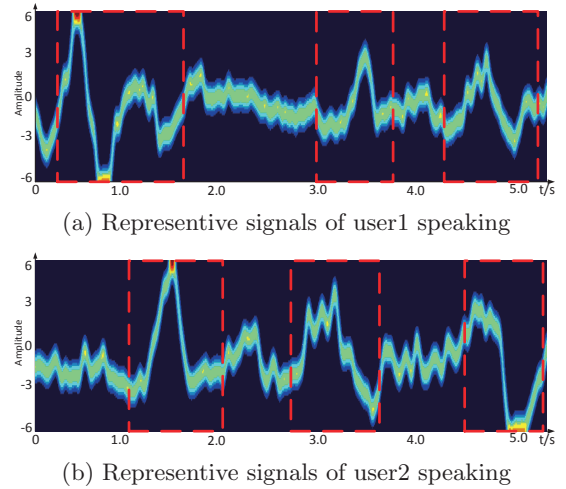 6
3
0
-3
-6
Amplitude
0 1.0 2.0 3.0 4.0 5.0 t/s
(a) Representive signals of user1 speaking
6
3
0
-3
-6
Amplitude
0 1.0 2.0 3.0 4.0 5.0 t/s
(b) Representive signals of user2 speaking